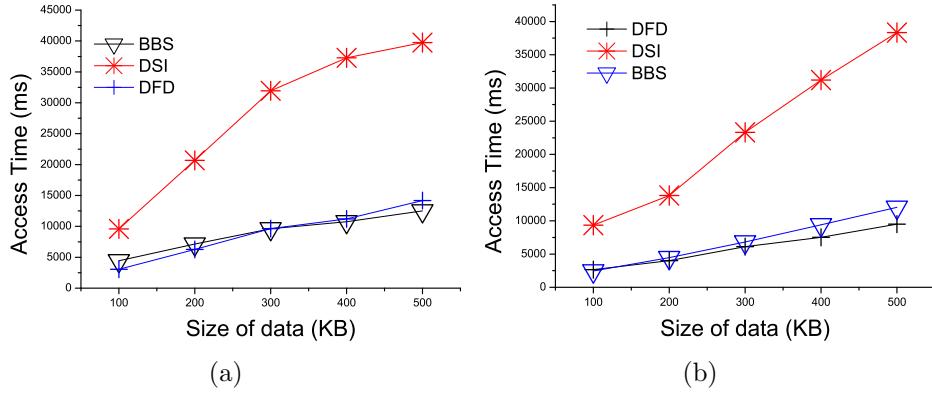 45000
40000
35000
30000
25000
20000
15000
10000
5000
0
Access Time (ms)
BBS
DSI
DFD
100 200 300 400 500
Size of data (KB)
(a)
40000
35000
30000
25000
20000
15000
10000
5000
0
Access Time (ms)
DFD
DSI
BBS
100 200 300 400 500
Size of data (KB)
(b)